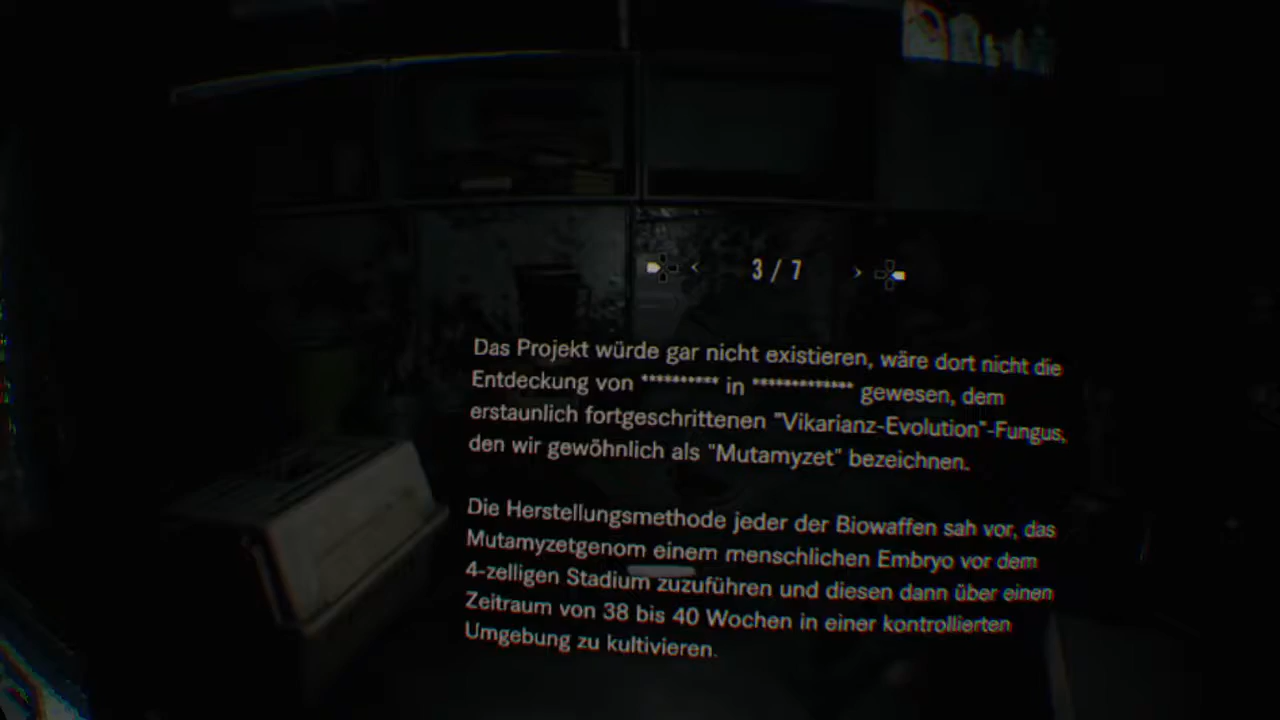 < 3 / 7 >
Das Projekt würde gar nicht existieren, wäre dort nicht die
Entdeckung von ********** in ************* gewesen, dem
erstaunlich fortgeschrittenen "Vikarianz-Evolution"-Fungus,
den wir gewöhnlich als "Mutamyzet" bezeichnen.
Die Herstellungsmethode jeder der Biowaffen sah vor, das
Mutamyzetgenom einem menschlichen Embryo vor dem
4-zelligen Stadium zuzuführen und diesen dann über einen
Zeitraum von 38 bis 40 Wochen in einer kontrollierten
Umgebung zu kultivieren.